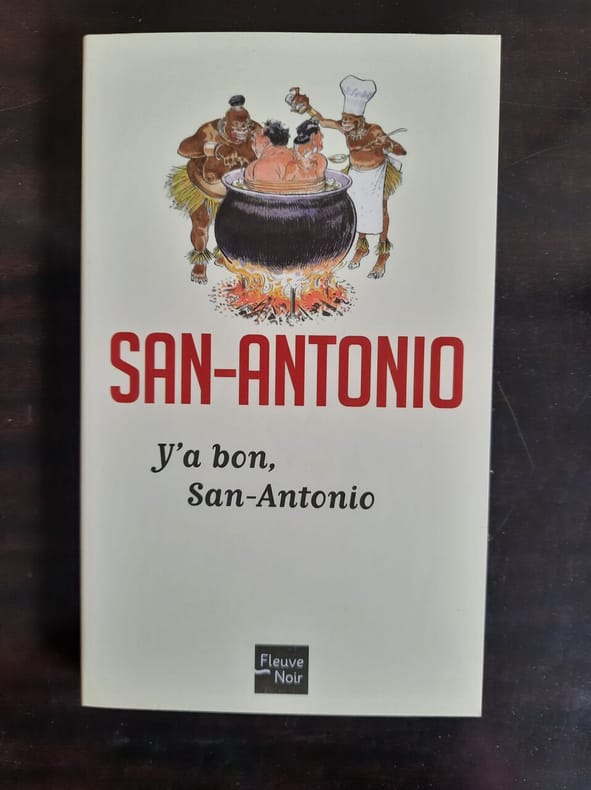 SAN-ANTONIO
Y'a bon,
San-Antonio
Fleuve
Noir